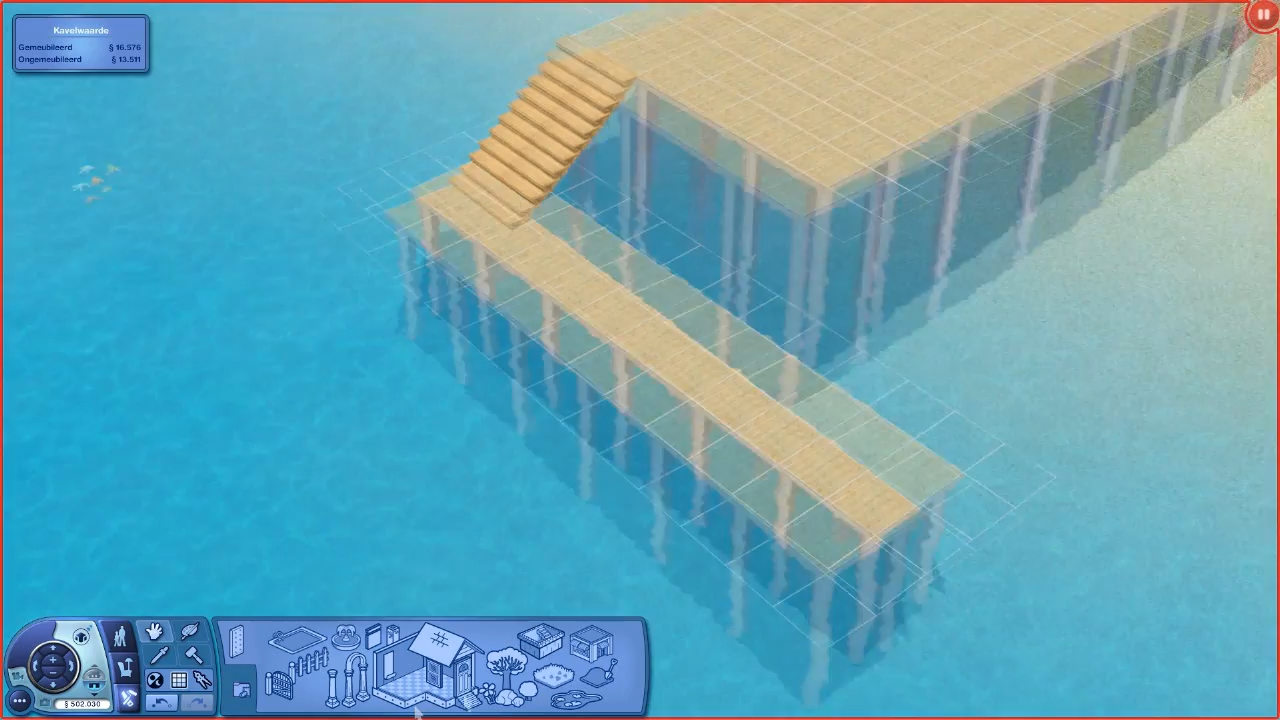 Kavelwaarde
Gemeubileerd § 16.576
Ongemeubileerd § 13.511
§ 502.030